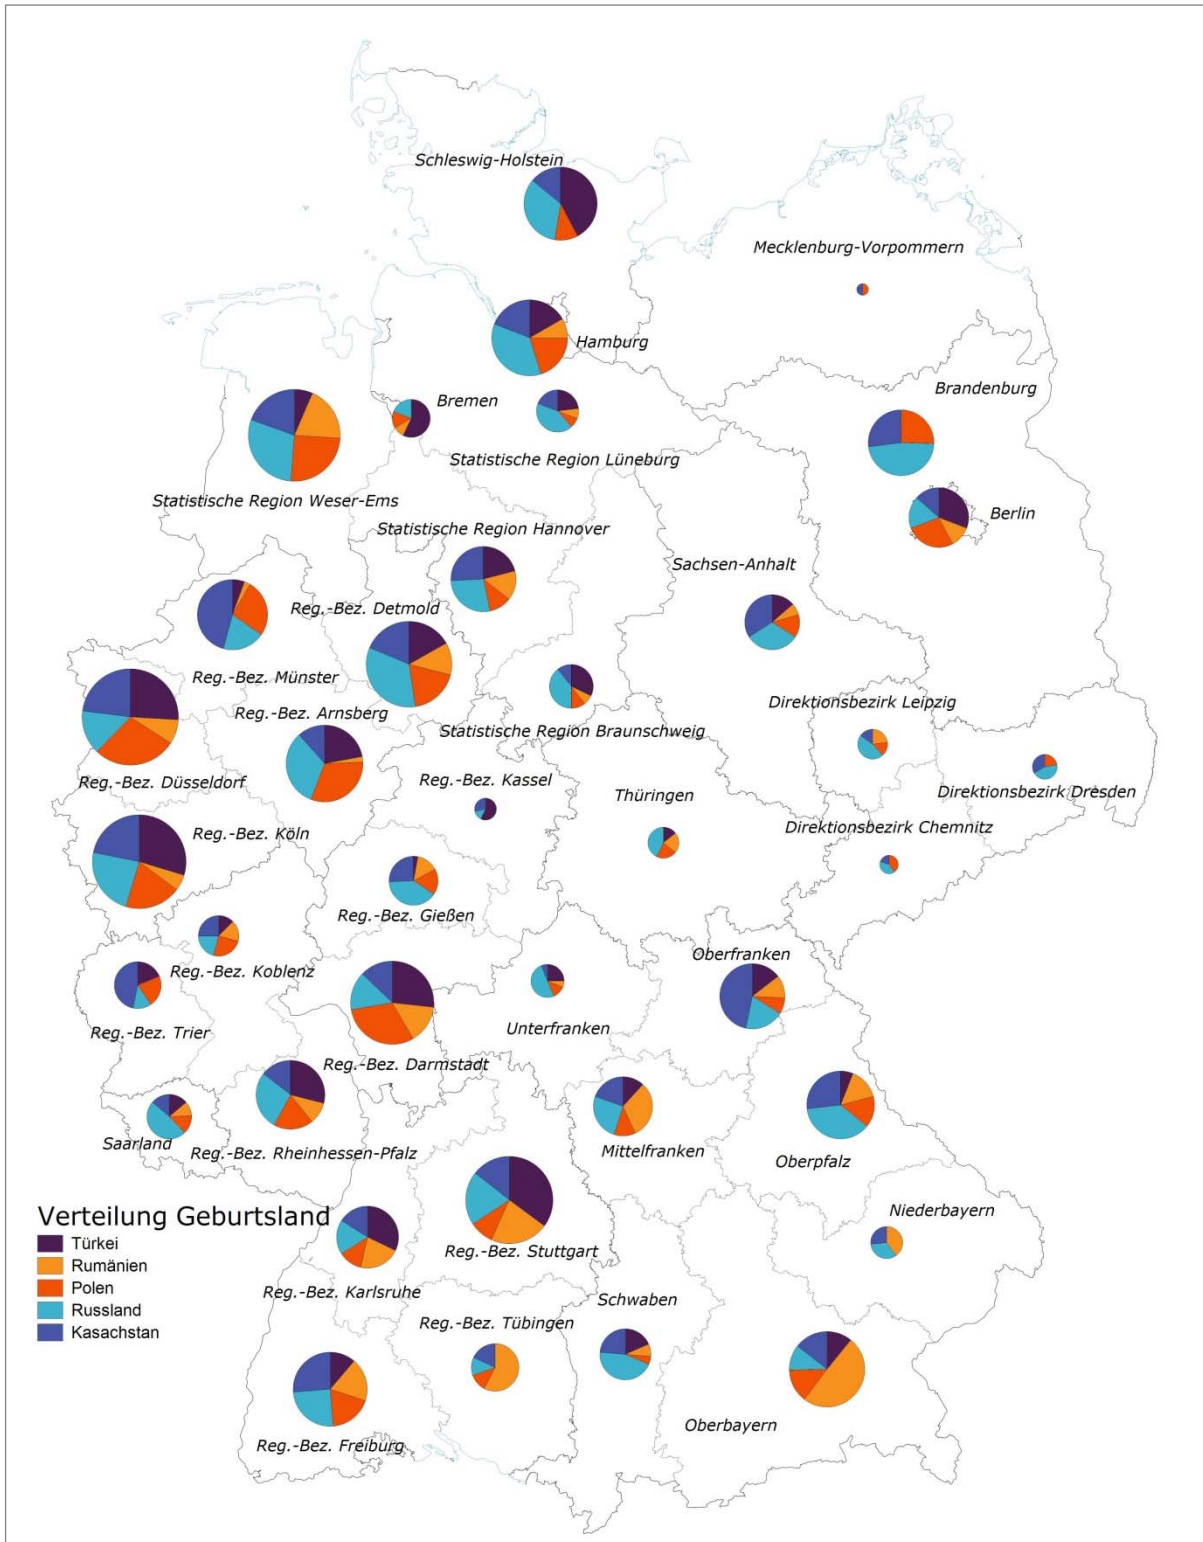 Schleswig-Holstein
Mecklenburg-Vorpommern
Hamburg
Brandenburg
Bremen
Statistische Region Lüneburg
Statistische Region Weser-Ems
Berlin
Statistische Region Hannover
Sachsen-Anhalt
Reg.-Bez. Detmold
Reg.-Bez. Münster
Direktionsbezirk Leipzig
Reg.-Bez. Arnsberg
Statistische Region Braunschweig
Reg.-Bez. Düsseldorf
Reg.-Bez. Kassel
Thüringen
Direktionsbezirk Dresden
Reg.-Bez. Köln
Direktionsbezirk Chemnitz
Reg.-Bez. Gießen
Oberfranken
Reg.-Bez. Koblenz
Reg.-Bez. Trier
Unterfranken
Reg.-Bez. Darmstadt
Saarland
Reg.-Bez. Rheinhessen-Pfalz
Mittelfranken
Oberpfalz
Niederbayern
Verteilung Geburtsland
Türkei
Rumänien
Polen
Russland
Kasachstan
Reg.-Bez. Stuttgart
Reg.-Bez. Karlsruhe
Schwaben
Reg.-Bez. Tübingen
Oberbayern
Reg.-Bez. Freiburg